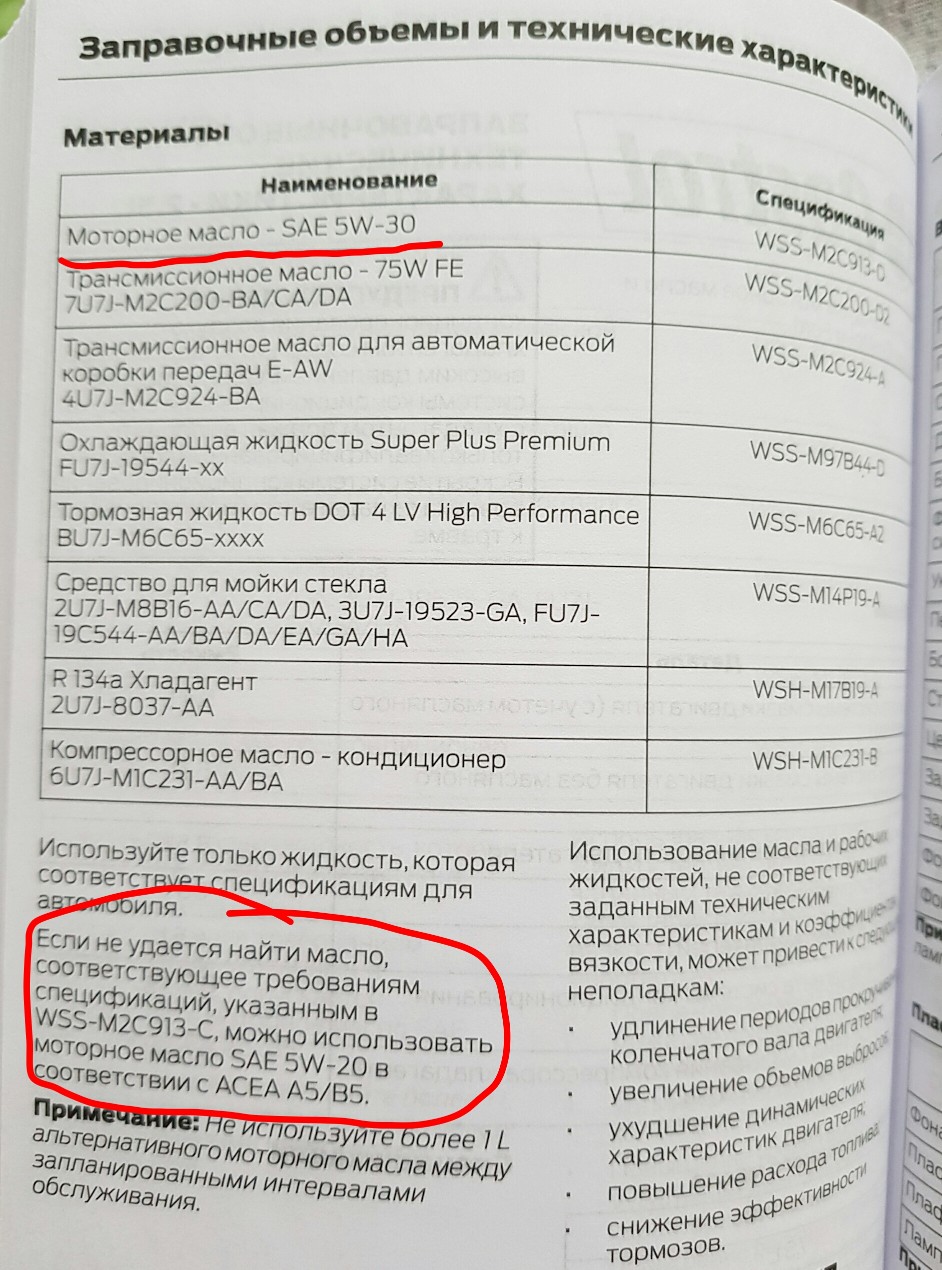 Заправочные объемы и технические характеристики
Материалы
Наименование
Спецификация
Моторное масло - SAE 5W-30
WSS-M2C913-D
Трансмиссионное масло - 75W FE
7U7J-M2C200-BA/CA/DA
WSS-M2C200-D2
Трансмиссионное масло для автоматической
коробки передач E-AW
4U7J-M2C924-BA
WSS-M2C924-A
Охлаждающая жидкость Super Plus Premium
FU7J-19544-xx
WSS-M97B44-D
Тормозная жидкость DOT 4 LV High Performance
BU7J-M6C65-xxxx
WSS-M6C65-A2
Средство для мойки стекла
2U7J-M8B16-AA/CA/DA, 3U7J-19523-GA, FU7J-
19C544-AA/BA/DA/EA/GA/HA
WSS-M14P19-A
R 134a Хладагент
2U7J-8037-AA
WSH-M17B19-A
Компрессорное масло - кондиционер
6U7J-M1C231-AA/BA
WSH-M1C231-B
Используйте только жидкость, которая
соответствует спецификациям для
автомобиля.
Если не удается найти масло,
соответствующее требованиям
спецификаций, указанным в
WSS-M2C913-C, можно использовать
моторное масло SAE 5W-20 в
соответствии с ACEA A5/B5.
Примечание: Не используйте более 1 L
альтернативного моторного масла между
запланированными интервалами
обслуживания.
Использование масла и рабочих
жидкостей, не соответствующих
заданным техническим
характеристикам и коэффициентам
вязкости, может привести к следующим
неполадкам:
· удлинение периодов прокручивания
коленчатого вала двигателя;
· увеличение объемов выбросов
· ухудшение динамических
характеристик двигателя;
· повышение расхода топлива
· снижение эффективности
тормозов.